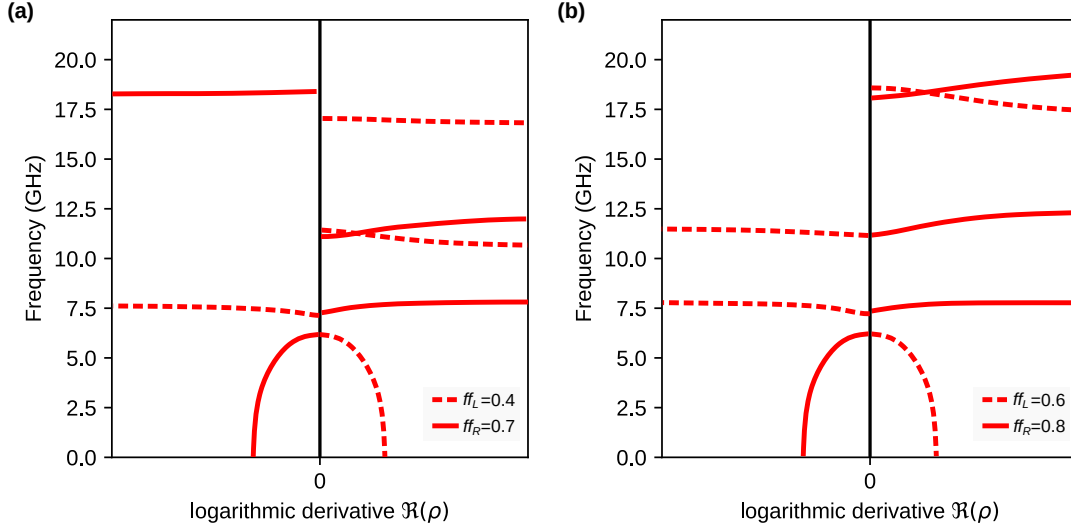 (a)
20.0
17.5
15.0
12.5
10.0
7.5
5.0
2.5
0.0
Frequency (GHz)
0
logarithmic derivative ℜ(ρ)
ff_L=0.4
ff_R=0.7
(b)
20.0
17.5
15.0
12.5
10.0
7.5
5.0
2.5
0.0
Frequency (GHz)
0
logarithmic derivative ℜ(ρ)
ff_L=0.6
ff_R=0.8